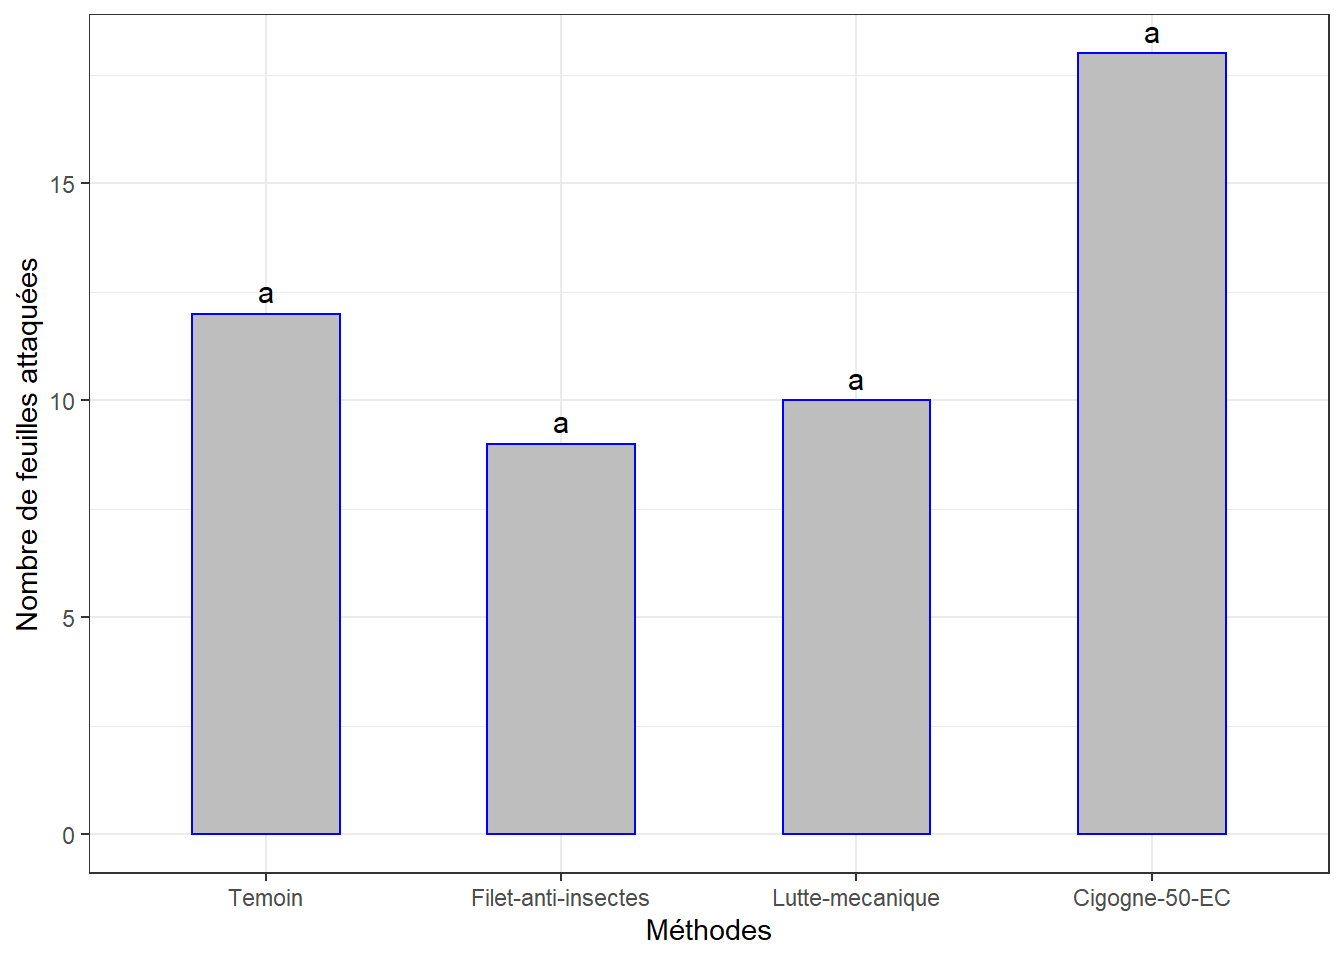 Nombre de feuilles attaquées
15
10
5
0
a
a
a
a
Temoin
Filet-anti-insectes
Lutte-mecanique
Cigogne-50-EC
Méthodes